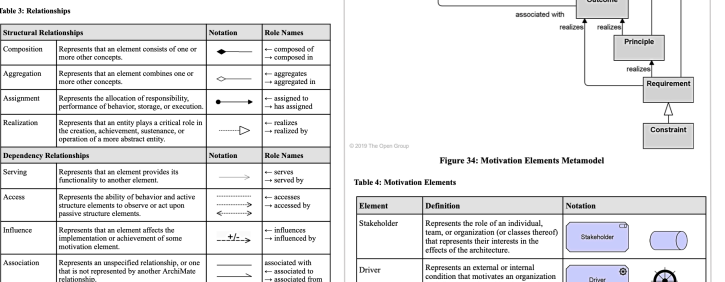 Table 3: Relationships
Structural Relationships
Notation
Role Names
Composition
Represents that an element consists of one or
more other concepts.
← composed of
→ composed in
Aggregation
Represents that an element combines one or
more other concepts.
← aggregates
→ aggregated in
Assignment
Represents the allocation of responsibility,
performance of behavior, storage, or execution.
← assigned to
→ has assigned
Realization
Represents that an entity plays a critical role in
the creation, achievement, sustenance, or
operation of a more abstract entity.
← realizes
→ realized by
Dependency Relationships
Notation
Role Names
Serving
Represents that an element provides its
functionality to another element.
← serves
→ served by
Access
Represents the ability of behavior and active
structure elements to observe or act upon
passive structure elements.
← accesses
→ accessed by
Influence
Represents that an element affects the
implementation or achievement of some
motivation element.
+/-
← influences
→ influenced by
Association
Represents an unspecified relationship, or one
that is not represented by another ArchiMate
relationship.
associated with
← associated to
→ associated from
Outcome
associated with
realizes
realizes
Principle
realizes
Requirement
Constraint
© 2019 The Open Group
Figure 34: Motivation Elements Metamodel
Table 4: Motivation Elements
Element
Definition
Notation
Stakeholder
Represents the role of an individual,
team, or organization (or classes thereof)
that represents their interests in the
effects of the architecture.
Stakeholder
Driver
Represents an external or internal
condition that motivates an organization
Driver